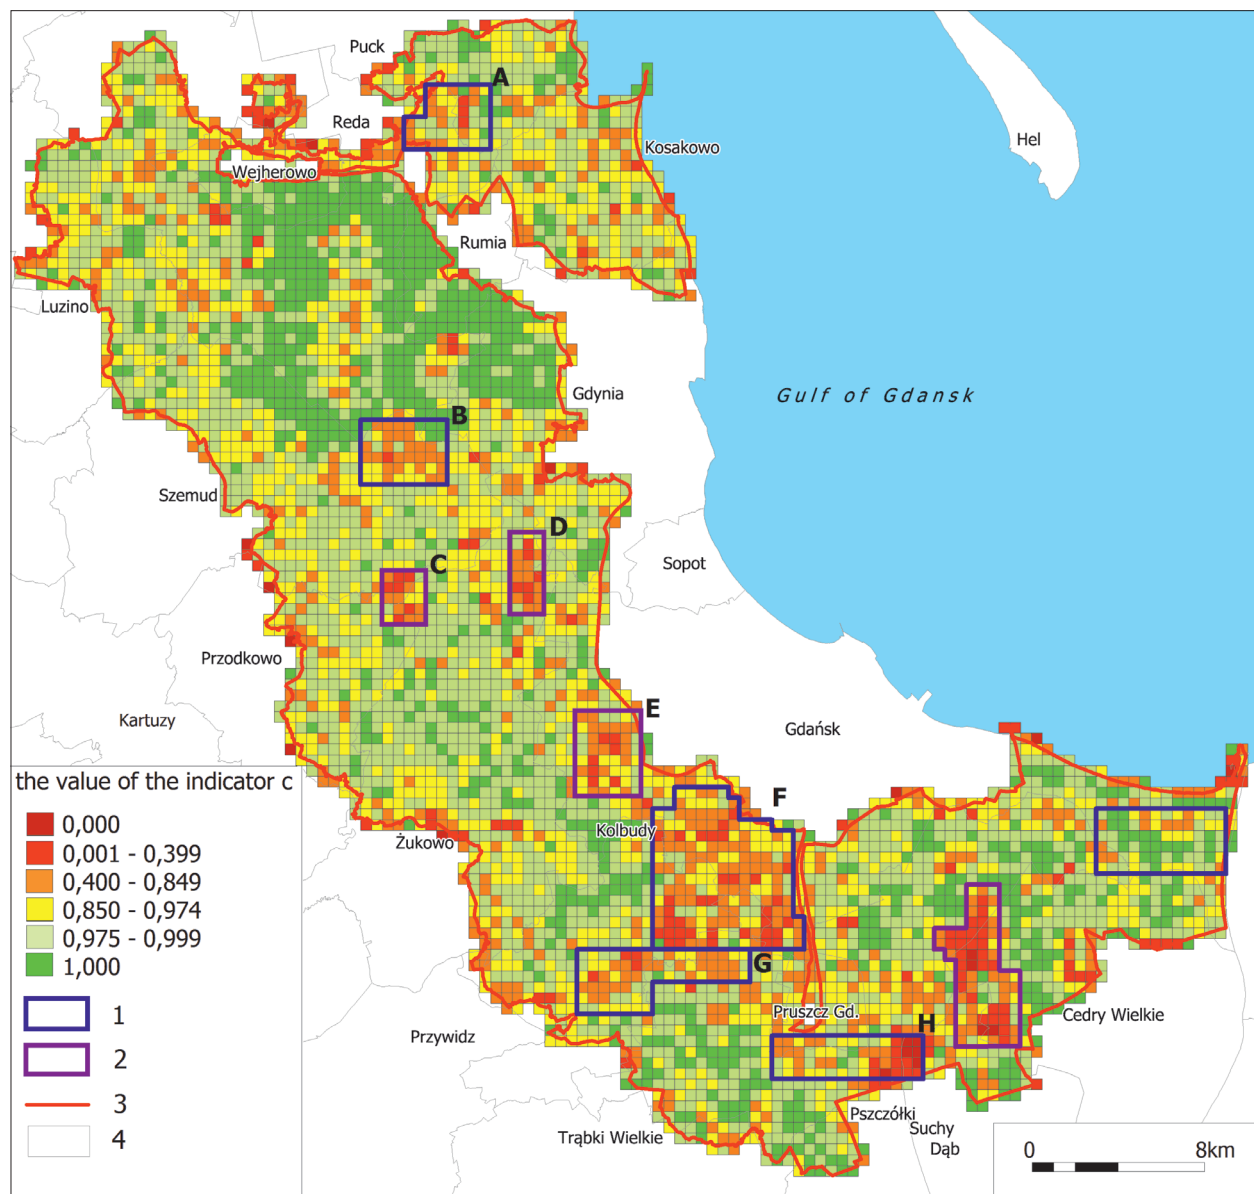 Puck
A
Hel
Reda
Kosakowo
Wejherowo
Rumia
Luzino
Gdynia
Gulf of Gdansk
B
Szemud
D
C
Sopot
Przodkowo
Kartuzy
E
Gdańsk
the value of the indicator c
0,000
0,001 - 0,399
0,400 - 0,849
0,850 - 0,974
0,975 - 0,999
1,000
1
2
3
4
F
Kolbudy
Żukowo
G
Pruszcz Gd.
Cedry Wielkie
H
Przywidz
Pszczółki
Suchy
Dąb
Trąbki Wielkie
0 8km